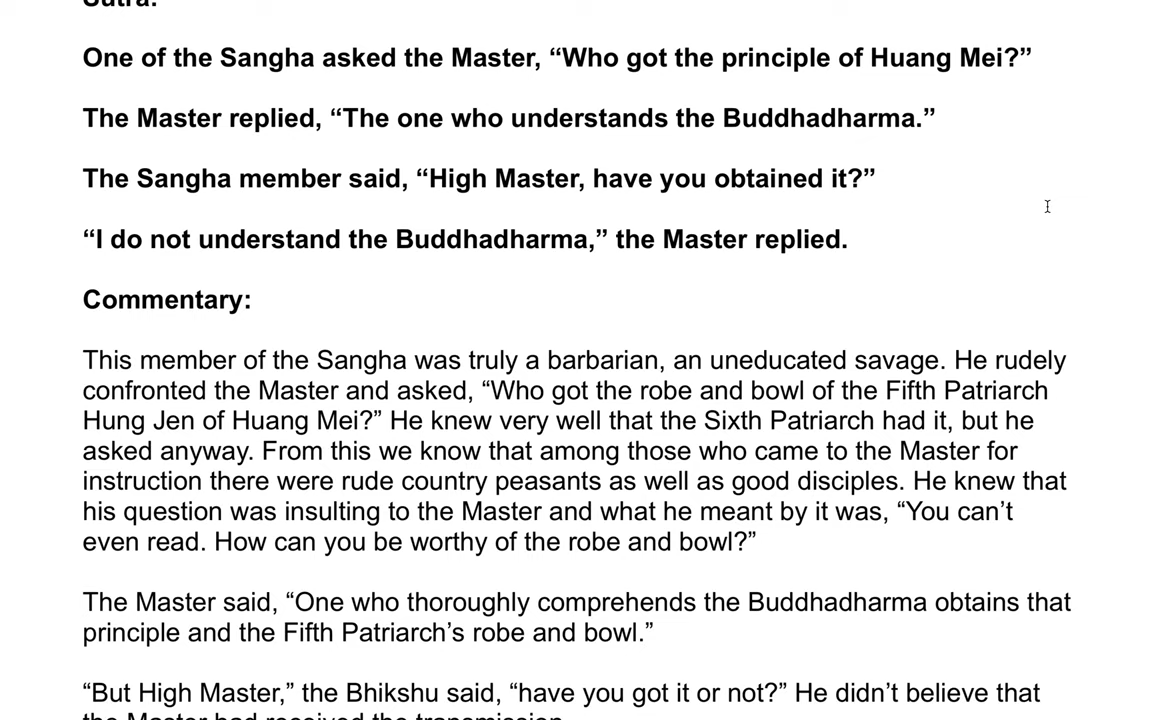 Sutra:
One of the Sangha asked the Master, “Who got the principle of Huang Mei?”
The Master replied, “The one who understands the Buddhadharma.”
The Sangha member said, “High Master, have you obtained it?”
“I do not understand the Buddhadharma,” the Master replied.
Commentary:
This member of the Sangha was truly a barbarian, an uneducated savage. He rudely
confronted the Master and asked, “Who got the robe and bowl of the Fifth Patriarch
Hung Jen of Huang Mei?” He knew very well that the Sixth Patriarch had it, but he
asked anyway. From this we know that among those who came to the Master for
instruction there were rude country peasants as well as good disciples. He knew that
his question was insulting to the Master and what he meant by it was, “You can’t
even read. How can you be worthy of the robe and bowl?”
The Master said, “One who thoroughly comprehends the Buddhadharma obtains that
principle and the Fifth Patriarch’s robe and bowl.”
“But High Master,” the Bhikshu said, “have you got it or not?” He didn’t believe that
the Master had received the transmission.